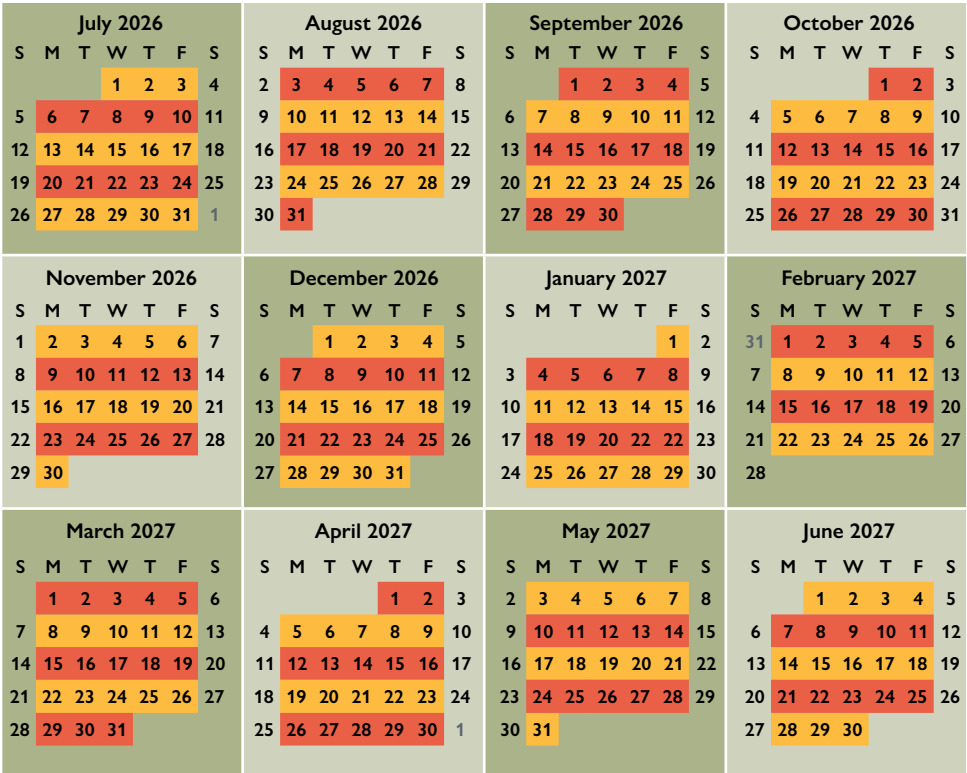 July 2026
S M T W T F S
1 2 3 4
5 6 7 8 9 10 11
12 13 14 15 16 17 18
19 20 21 22 23 24 25
26 27 28 29 30 31 1
August 2026
S M T W T F S
2 3 4 5 6 7 8
9 10 11 12 13 14 15
16 17 18 19 20 21 22
23 24 25 26 27 28 29
30 31
September 2026
S M T W T F S
1 2 3 4 5
6 7 8 9 10 11 12
13 14 15 16 17 18 19
20 21 22 23 24 25 26
27 28 29 30
October 2026
S M T W T F S
1 2 3
4 5 6 7 8 9 10
11 12 13 14 15 16 17
18 19 20 21 22 23 24
25 26 27 28 29 30 31
November 2026
S M T W T F S
1 2 3 4 5 6 7
8 9 10 11 12 13 14
15 16 17 18 19 20 21
22 23 24 25 26 27 28
29 30
December 2026
S M T W T F S
1 2 3 4 5
6 7 8 9 10 11 12
13 14 15 16 17 18 19
20 21 22 23 24 25 26
27 28 29 30 31
January 2027
S M T W T F S
1 2
3 4 5 6 7 8 9
10 11 12 13 14 15 16
17 18 19 20 22 22 23
24 25 26 27 28 29 30
February 2027
S M T W T F S
31 1 2 3 4 5 6
7 8 9 10 11 12 13
14 15 16 17 18 19 20
21 22 23 24 25 26 27
28
March 2027
S M T W T F S
1 2 3 4 5 6
7 8 9 10 11 12 13
14 15 16 17 18 19 20
21 22 23 24 25 26 27
28 29 30 31
April 2027
S M T W T F S
1 2 3
4 5 6 7 8 9 10
11 12 13 14 15 16 17
18 19 20 21 22 23 24
25 26 27 28 29 30 1
May 2027
S M T W T F S
2 3 4 5 6 7 8
9 10 11 12 13 14 15
16 17 18 19 20 21 22
23 24 25 26 27 28 29
30 31
June 2027
S M T W T F S
1 2 3 4 5
6 7 8 9 10 11 12
13 14 15 16 17 18 19
20 21 22 23 24 25 26
27 28 29 30